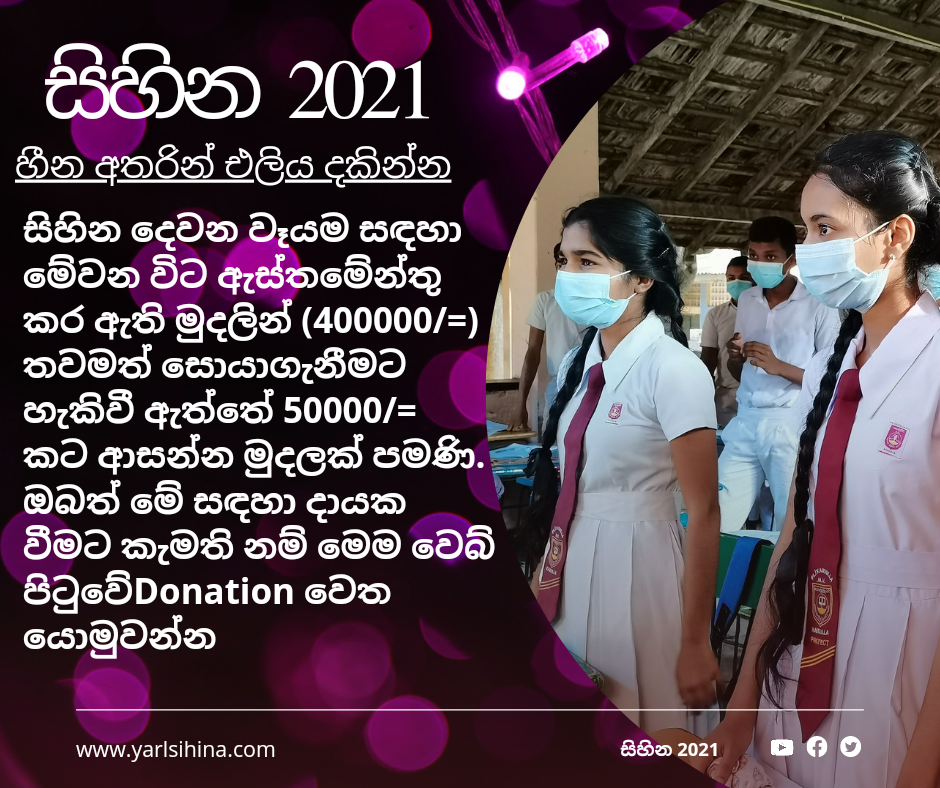 සිහින 2021
හීන අතරින් එලිය දකින්න
සිහින දෙවන වෑයම සඳහා
මේවන විට ඇස්තමේන්තු
කර ඇති මුදලින් (400000/=)
තවමත් සොයාගැනීමට
හැකිවී ඇත්තේ 50000/=
කට ආසන්න මුදලක් පමණි.
ඔබත් මේ සඳහා දායක
වීමට කැමති නම් මෙම වෙබ්
පිටුවේDonation වෙත
යොමුවන්න
www.yarlsihina.com
සිහින 2021
M.V.
PREFECT